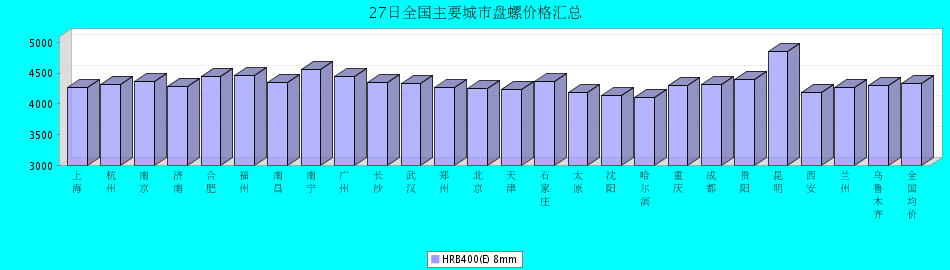 27日全国主要城市盘螺价格汇总
5000
4500
4000
3500
3000
上海
杭州
南京
济南
合肥
福州
南昌
南宁
广州
长沙
武汉
郑州
北京
天津
石家庄
太原
沈阳
哈尔滨
重庆
成都
贵阳
昆明
西安
兰州
乌鲁木齐
全国均价
HRB400(E) 8mm